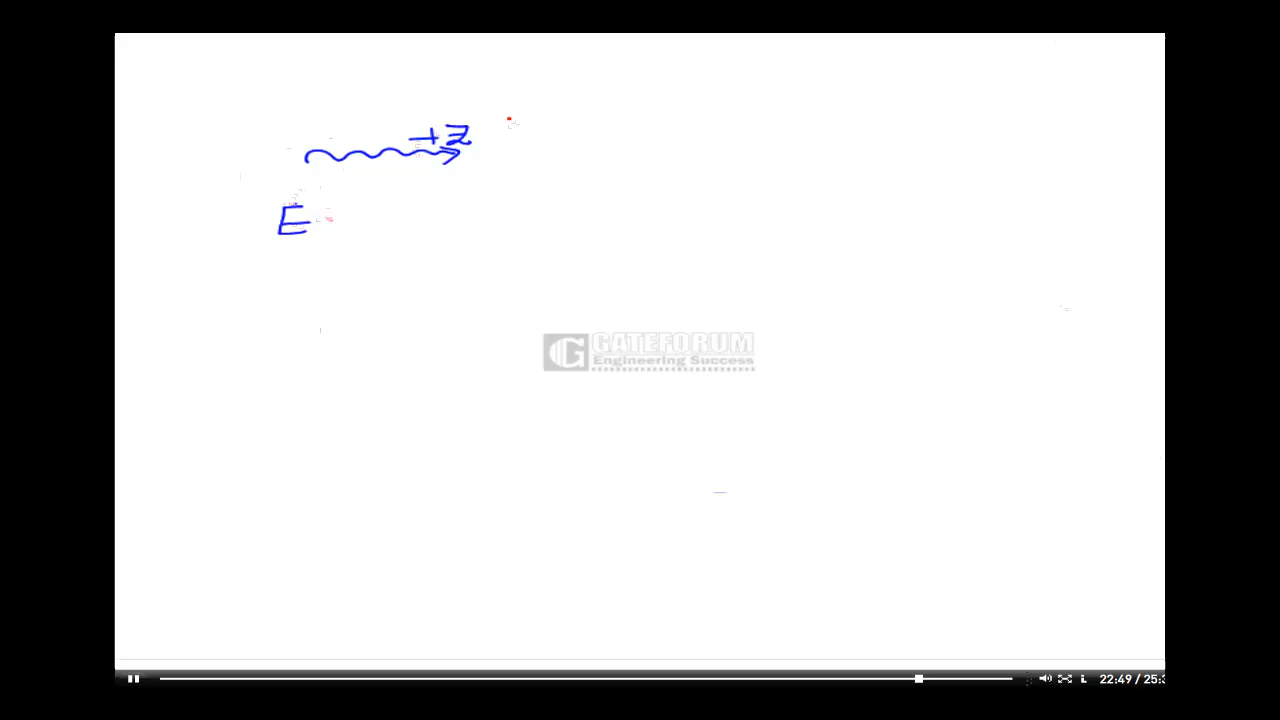 +Z
E
GATEFORUM
Engineering Success
22:49 / 25:3